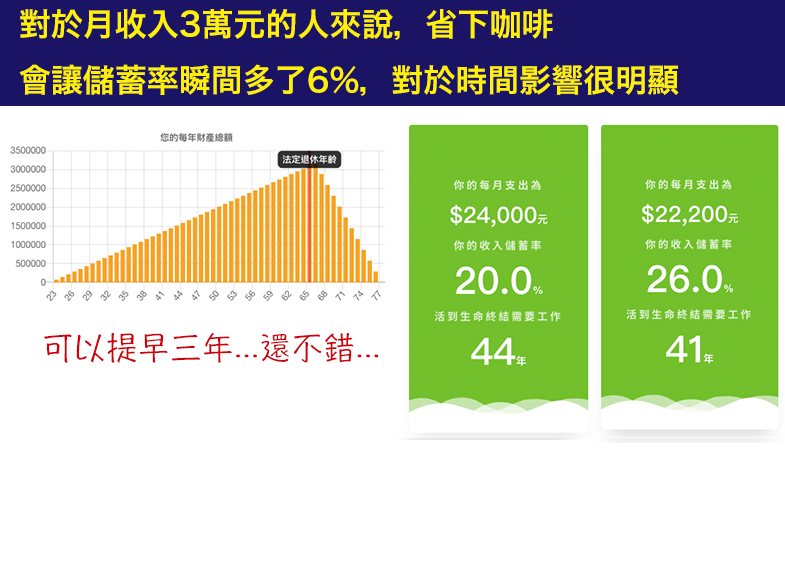 對於月收入3萬元的人來說，省下咖啡
會讓儲蓄率瞬間多了6%，對於時間影響很明顯
您的每年財產總額
法定退休年齡
3500000
3000000
2500000
2000000
1500000
1000000
500000
0
23 26 29 32 35 38 41 44 47 50 53 56 59 62 65 68 71 74 77
可以提早三年...還不錯...
你的每月支出為
$24,000元
你的收入儲蓄率
20.0%
活到生命終結需要工作
44年
你的每月支出為
$22,200元
你的收入儲蓄率
26.0%
活到生命終結需要工作
41年